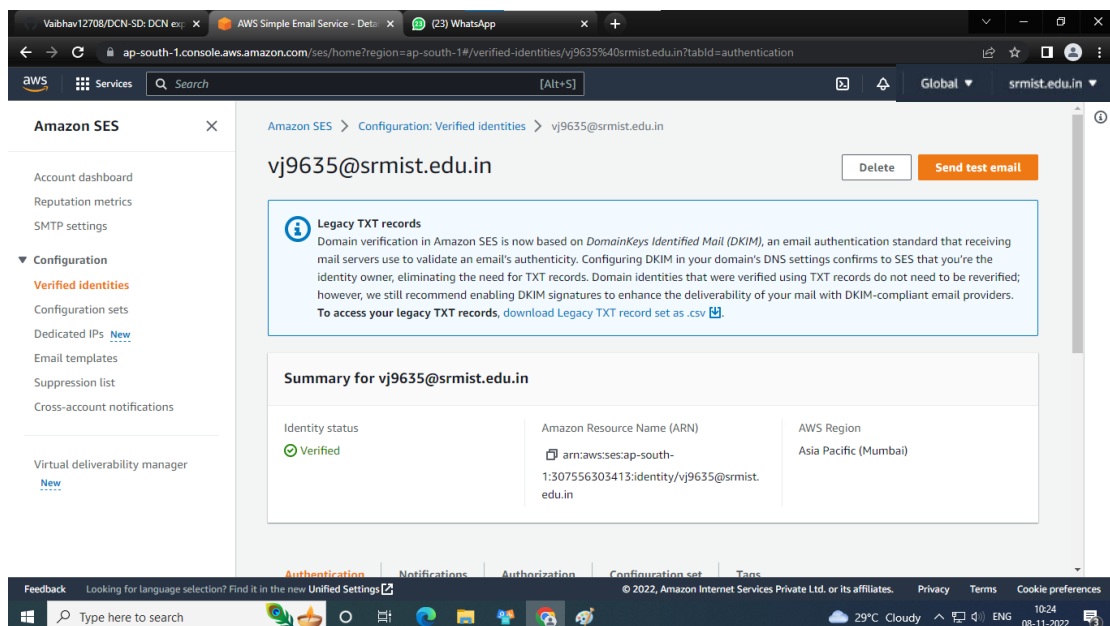 Vaibhav12708/DCN-SD: DCN exp
AWS Simple Email Service - Deta
(23) WhatsApp
ap-south-1.console.aws.amazon.com/ses/home?region=ap-south-1#/verified-identities/vj9635%40srmist.edu.in?tabId=authentication
aws
Services
Search
[Alt+S]
Global
srmist.edu.in
Amazon SES
Account dashboard
Reputation metrics
SMTP settings
Configuration
Verified identities
Configuration sets
Dedicated IPs New
Email templates
Suppression list
Cross-account notifications
Virtual deliverability manager
New
Amazon SES > Configuration: Verified identities > vj9635@srmist.edu.in
vj9635@srmist.edu.in
Delete
Send test email
Legacy TXT records
Domain verification in Amazon SES is now based on DomainKeys Identified Mail (DKIM), an email authentication standard that receiving
mail servers use to validate an email's authenticity. Configuring DKIM in your domain's DNS settings confirms to SES that you're the
identity owner, eliminating the need for TXT records. Domain identities that were verified using TXT records do not need to be reverified;
however, we still recommend enabling DKIM signatures to enhance the deliverability of your mail with DKIM-compliant email providers.
To access your legacy TXT records, download Legacy TXT record set as .csv.
Summary for vj9635@srmist.edu.in
Identity status
Verified
Amazon Resource Name (ARN)
arn:aws:ses:ap-south-
1:307556303413:identity/vj9635@srmist.
edu.in
AWS Region
Asia Pacific (Mumbai)
Authentication
Notifications
Authorization
Configuration set
Tags
Feedback
Looking for language selection? Find it in the new Unified Settings
© 2022, Amazon Internet Services Private Ltd. or its affiliates.
Privacy
Terms
Cookie preferences
Type here to search
29°C Cloudy
ENG
10:24
08-11-2022
3